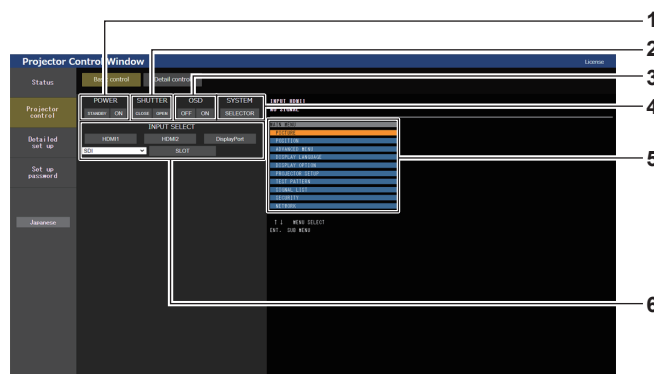 1
2
3
4
5
6
Projector Control Window
License
Status
Basic control
Detail control
Projector
control
Detailed
set up
Set up
password
Japanese
POWER
STANDBY ON
SHUTTER
CLOSE OPEN
OSD
OFF ON
SYSTEM
SELECTOR
INPUT SELECT
HDMI1 HDMI2 DisplayPort
SDI SLOT
INPUT HDMI1
NO SIGNAL
MAIN MENU
PICTURE
POSITION
ADVANCED MENU
DISPLAY LANGUAGE
DISPLAY OPTION
PROJECTOR SETUP
TEST PATTERN
SIGNAL LIST
SECURITY
NETWORK
↑↓ MENU SELECT
ENT. SUB MENU